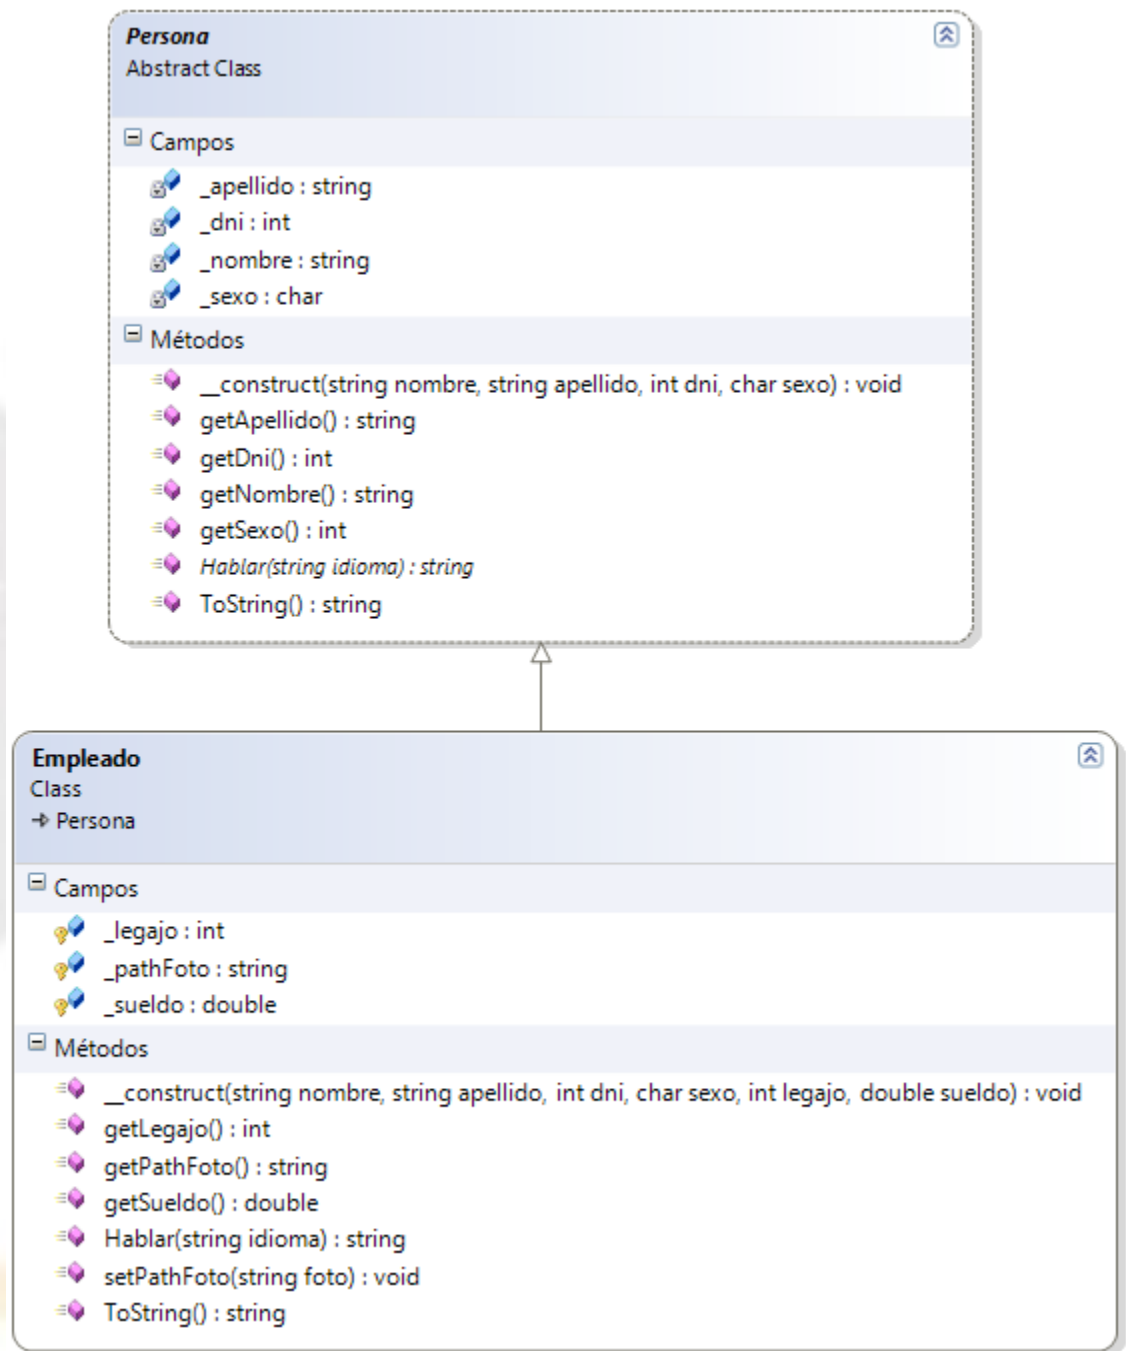 Persona
Abstract Class
Campos
_apellido : string
_dni : int
_nombre : string
_sexo : char
Métodos
__construct(string nombre, string apellido, int dni, char sexo) : void
getApellido() : string
getDni() : int
getNombre() : string
getSexo() : int
Hablar(string idioma) : string
ToString() : string
Empleado
Class
Persona
Campos
_legajo : int
_pathFoto : string
_sueldo : double
Métodos
__construct(string nombre, string apellido, int dni, char sexo, int legajo, double sueldo) : void
getLegajo() : int
getPathFoto() : string
getSueldo() : double
Hablar(string idioma) : string
setPathFoto(string foto) : void
ToString() : string